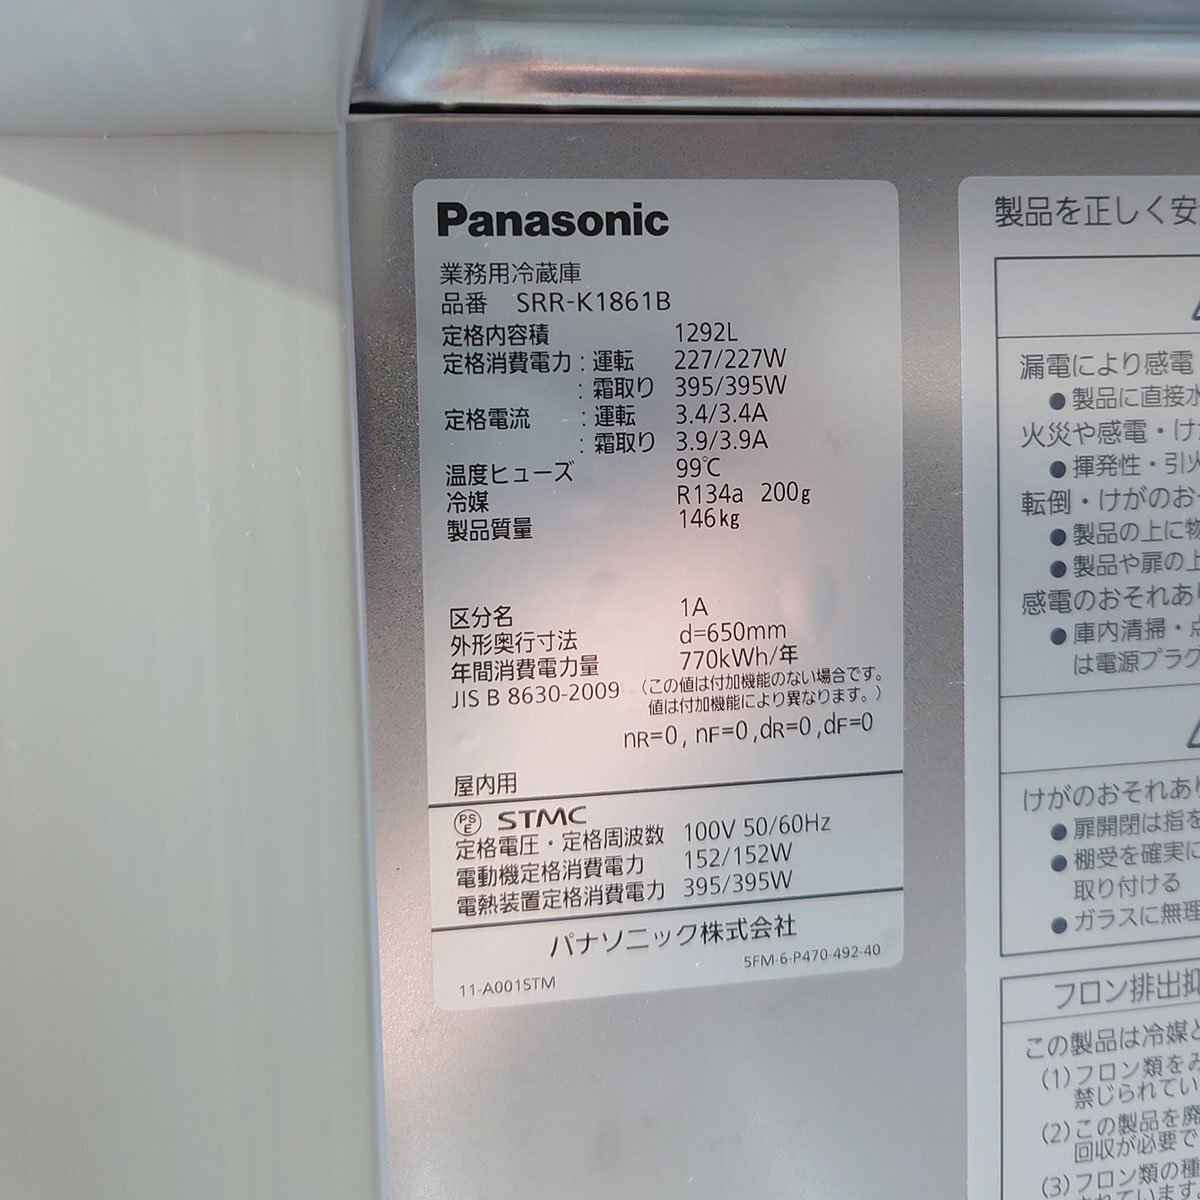 Panasonic
業務用冷蔵庫
品番 SRR-K1861B
定格内容積 1292L
定格消費電力：運転 227/227W
：霜取り 395/395W
定格電流 ：運転 3.4/3.4A
：霜取り 3.9/3.9A
温度ヒューズ 99℃
冷媒 R134a 200g
製品質量 146kg
区分名 1A
外形奥行寸法 d=650mm
年間消費電力量 770kWh/年
JIS B 8630-2009 （この値は付加機能のない場合です。
値は付加機能により異なります。）
nR=0, nF=0,dR=0,dF=0
屋内用
PSE STMC
定格電圧・定格周波数 100V 50/60Hz
電動機定格消費電力 152/152W
電熱装置定格消費電力 395/395W
パナソニック株式会社
5FM-6-P470-492-40
11-A001STM
製品を正しく安
漏電により感電
●製品に直接水
火災や感電・けが
●揮発性・引火
転倒・けがのおそ
●製品の上に物
●製品や扉の上
感電のおそれあり
●庫内清掃・点
は電源プラグ
けがのおそれあり
●扉開閉は指を
●棚受を確実に
取り付ける
●ガラスに無理
フロン排出抑
この製品は冷媒と
(1)フロン類をみ
禁じられてい
(2)この製品を廃
回収が必要で
(3)フロン類の種
されています